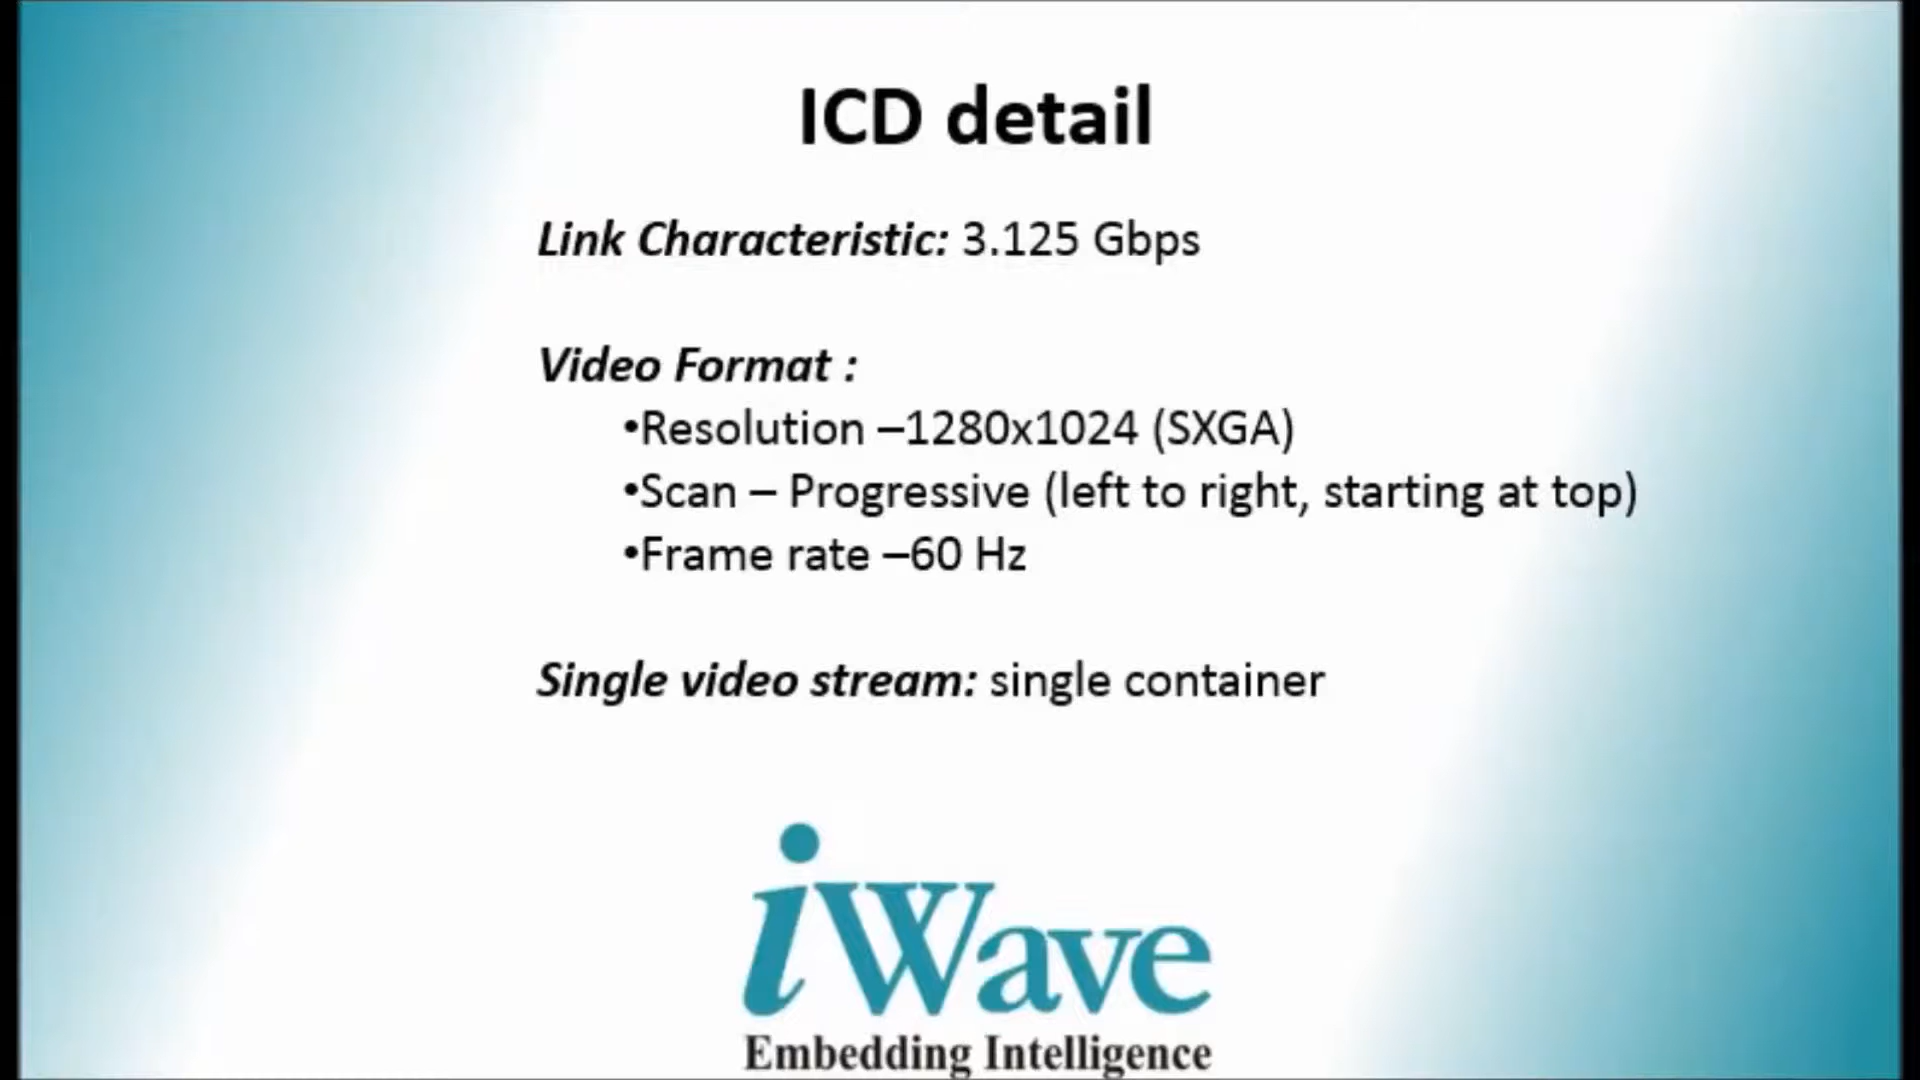 ICD detail
Link Characteristic: 3.125 Gbps
Video Format :
•Resolution –1280x1024 (SXGA)
•Scan – Progressive (left to right, starting at top)
•Frame rate –60 Hz
Single video stream: single container
iWave
Embedding Intelligence